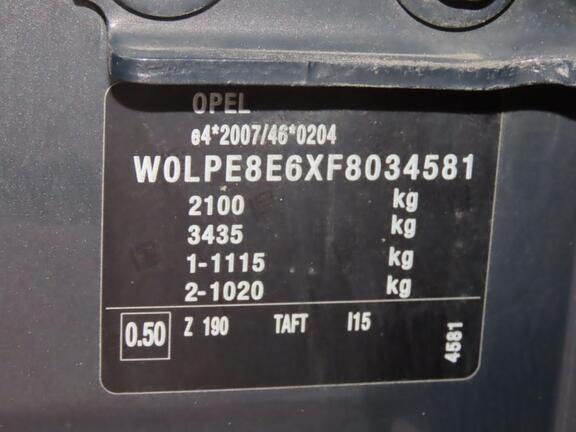 OPEL
e4*2007/46*0204
W0LPE8E6XF8034581
2100 kg
3435 kg
1-1115 kg
2-1020 kg
0.50 Z 190 TAFT I15 4581